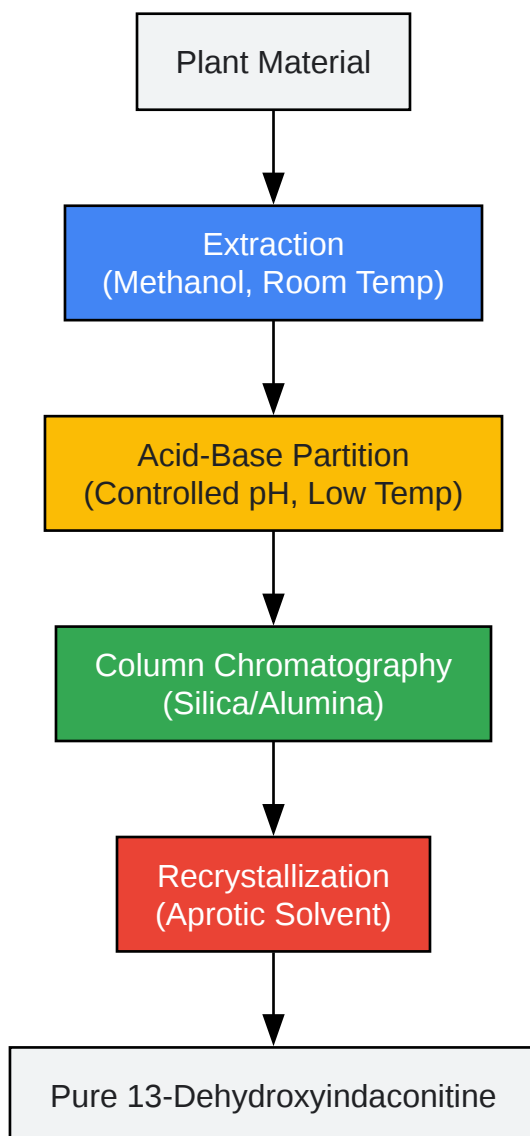 Plant Material
Extraction
(Methanol, Room Temp)
Acid-Base Partition
(Controlled pH, Low Temp)
Column Chromatography
(Silica/Alumina)
Recrystallization
(Aprotic Solvent)
Pure 13-Dehydroxyindaconitine